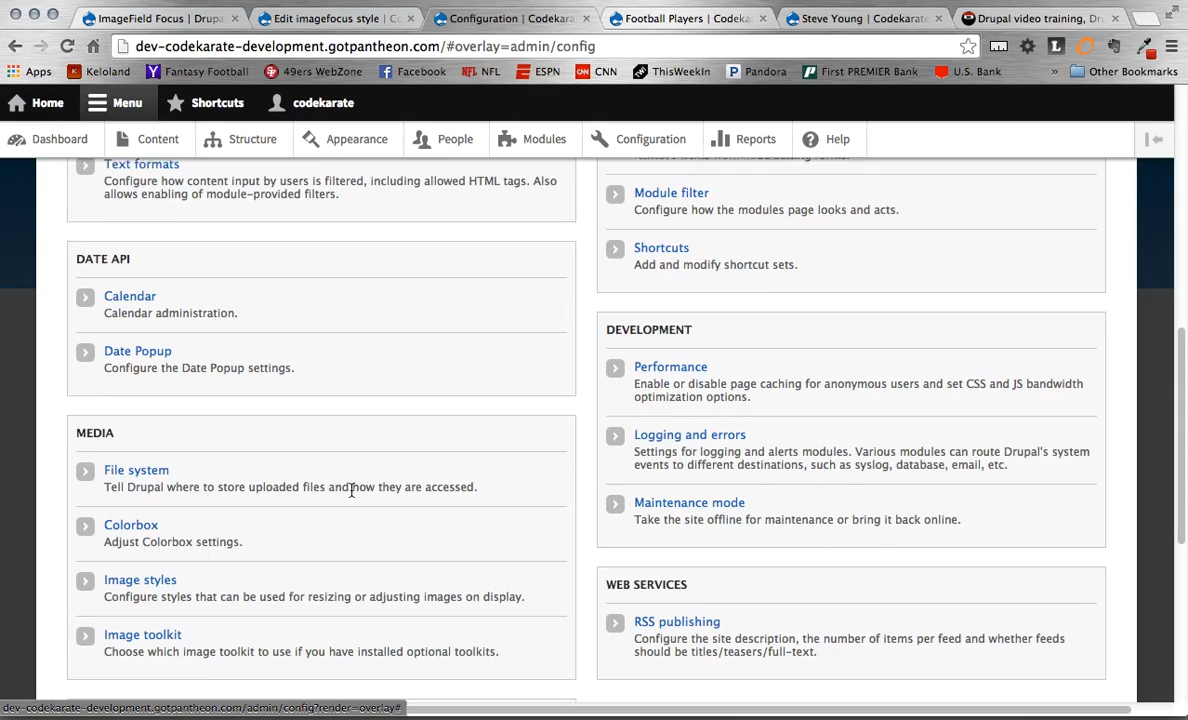 ImageField Focus | Drupa
Edit imagefocus style | Co
Configuration | Codekara
Football Players | Codeka
Steve Young | Codekarate
Drupal video training, Dru
dev-codekarate-development.gotpantheon.com/#overlay=admin/config
Apps
Keloland
Fantasy Football
49ers WebZone
Facebook
NFL
ESPN
CNN
ThisWeekIn
Pandora
First PREMIER Bank
U.S. Bank
»
Other Bookmarks
Home
Menu
Shortcuts
codekarate
Dashboard
Content
Structure
Appearance
People
Modules
Configuration
Reports
Help
Text formats
Configure how content input by users is filtered, including allowed HTML tags. Also
allows enabling of module-provided filters.
DATE API
Calendar
Calendar administration.
Date Popup
Configure the Date Popup settings.
MEDIA
File system
Tell Drupal where to store uploaded files and how they are accessed.
Colorbox
Adjust Colorbox settings.
Image styles
Configure styles that can be used for resizing or adjusting images on display.
Image toolkit
Choose which image toolkit to use if you have installed optional toolkits.
Module filter
Configure how the modules page looks and acts.
Shortcuts
Add and modify shortcut sets.
DEVELOPMENT
Performance
Enable or disable page caching for anonymous users and set CSS and JS bandwidth
optimization options.
Logging and errors
Settings for logging and alerts modules. Various modules can route Drupal's system
events to different destinations, such as syslog, database, email, etc.
Maintenance mode
Take the site offline for maintenance or bring it back online.
WEB SERVICES
RSS publishing
Configure the site description, the number of items per feed and whether feeds
should be titles/teasers/full-text.
dev-codekarate-development.gotpantheon.com/admin/config?render=overlay#